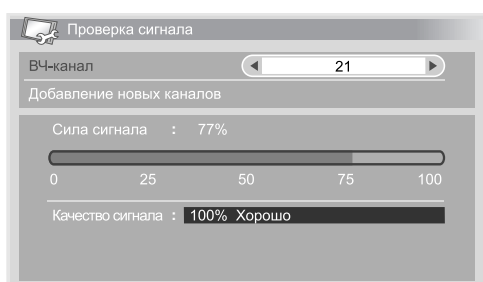 Проверка сигнала
ВЧ-канал 21
Добавление новых каналов
Сила сигнала : 77%
0 25 50 75 100
Качество сигнала : 100% Хорошо